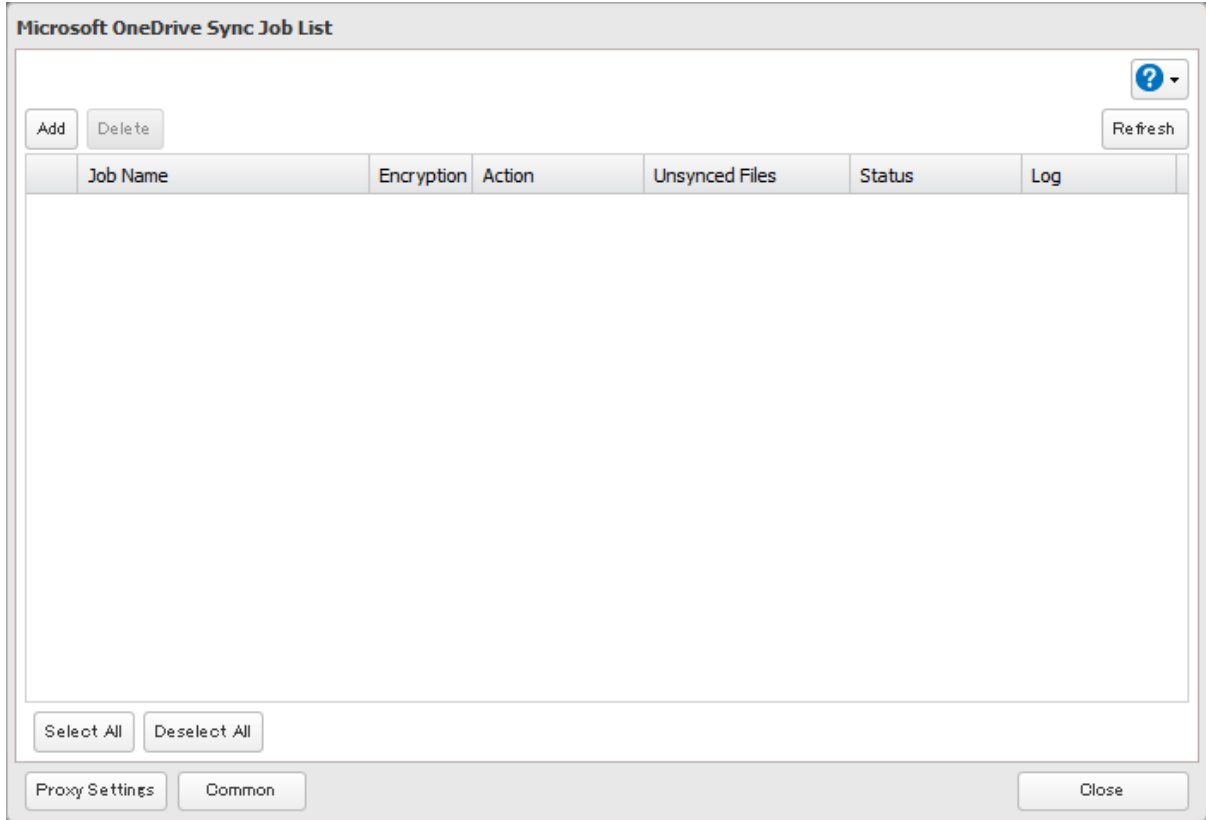 Microsoft OneDrive Sync Job List
?
Add Delete Refresh
Job Name Encryption Action Unsynced Files Status Log
Select All Deselect All
Proxy Settings Common Close